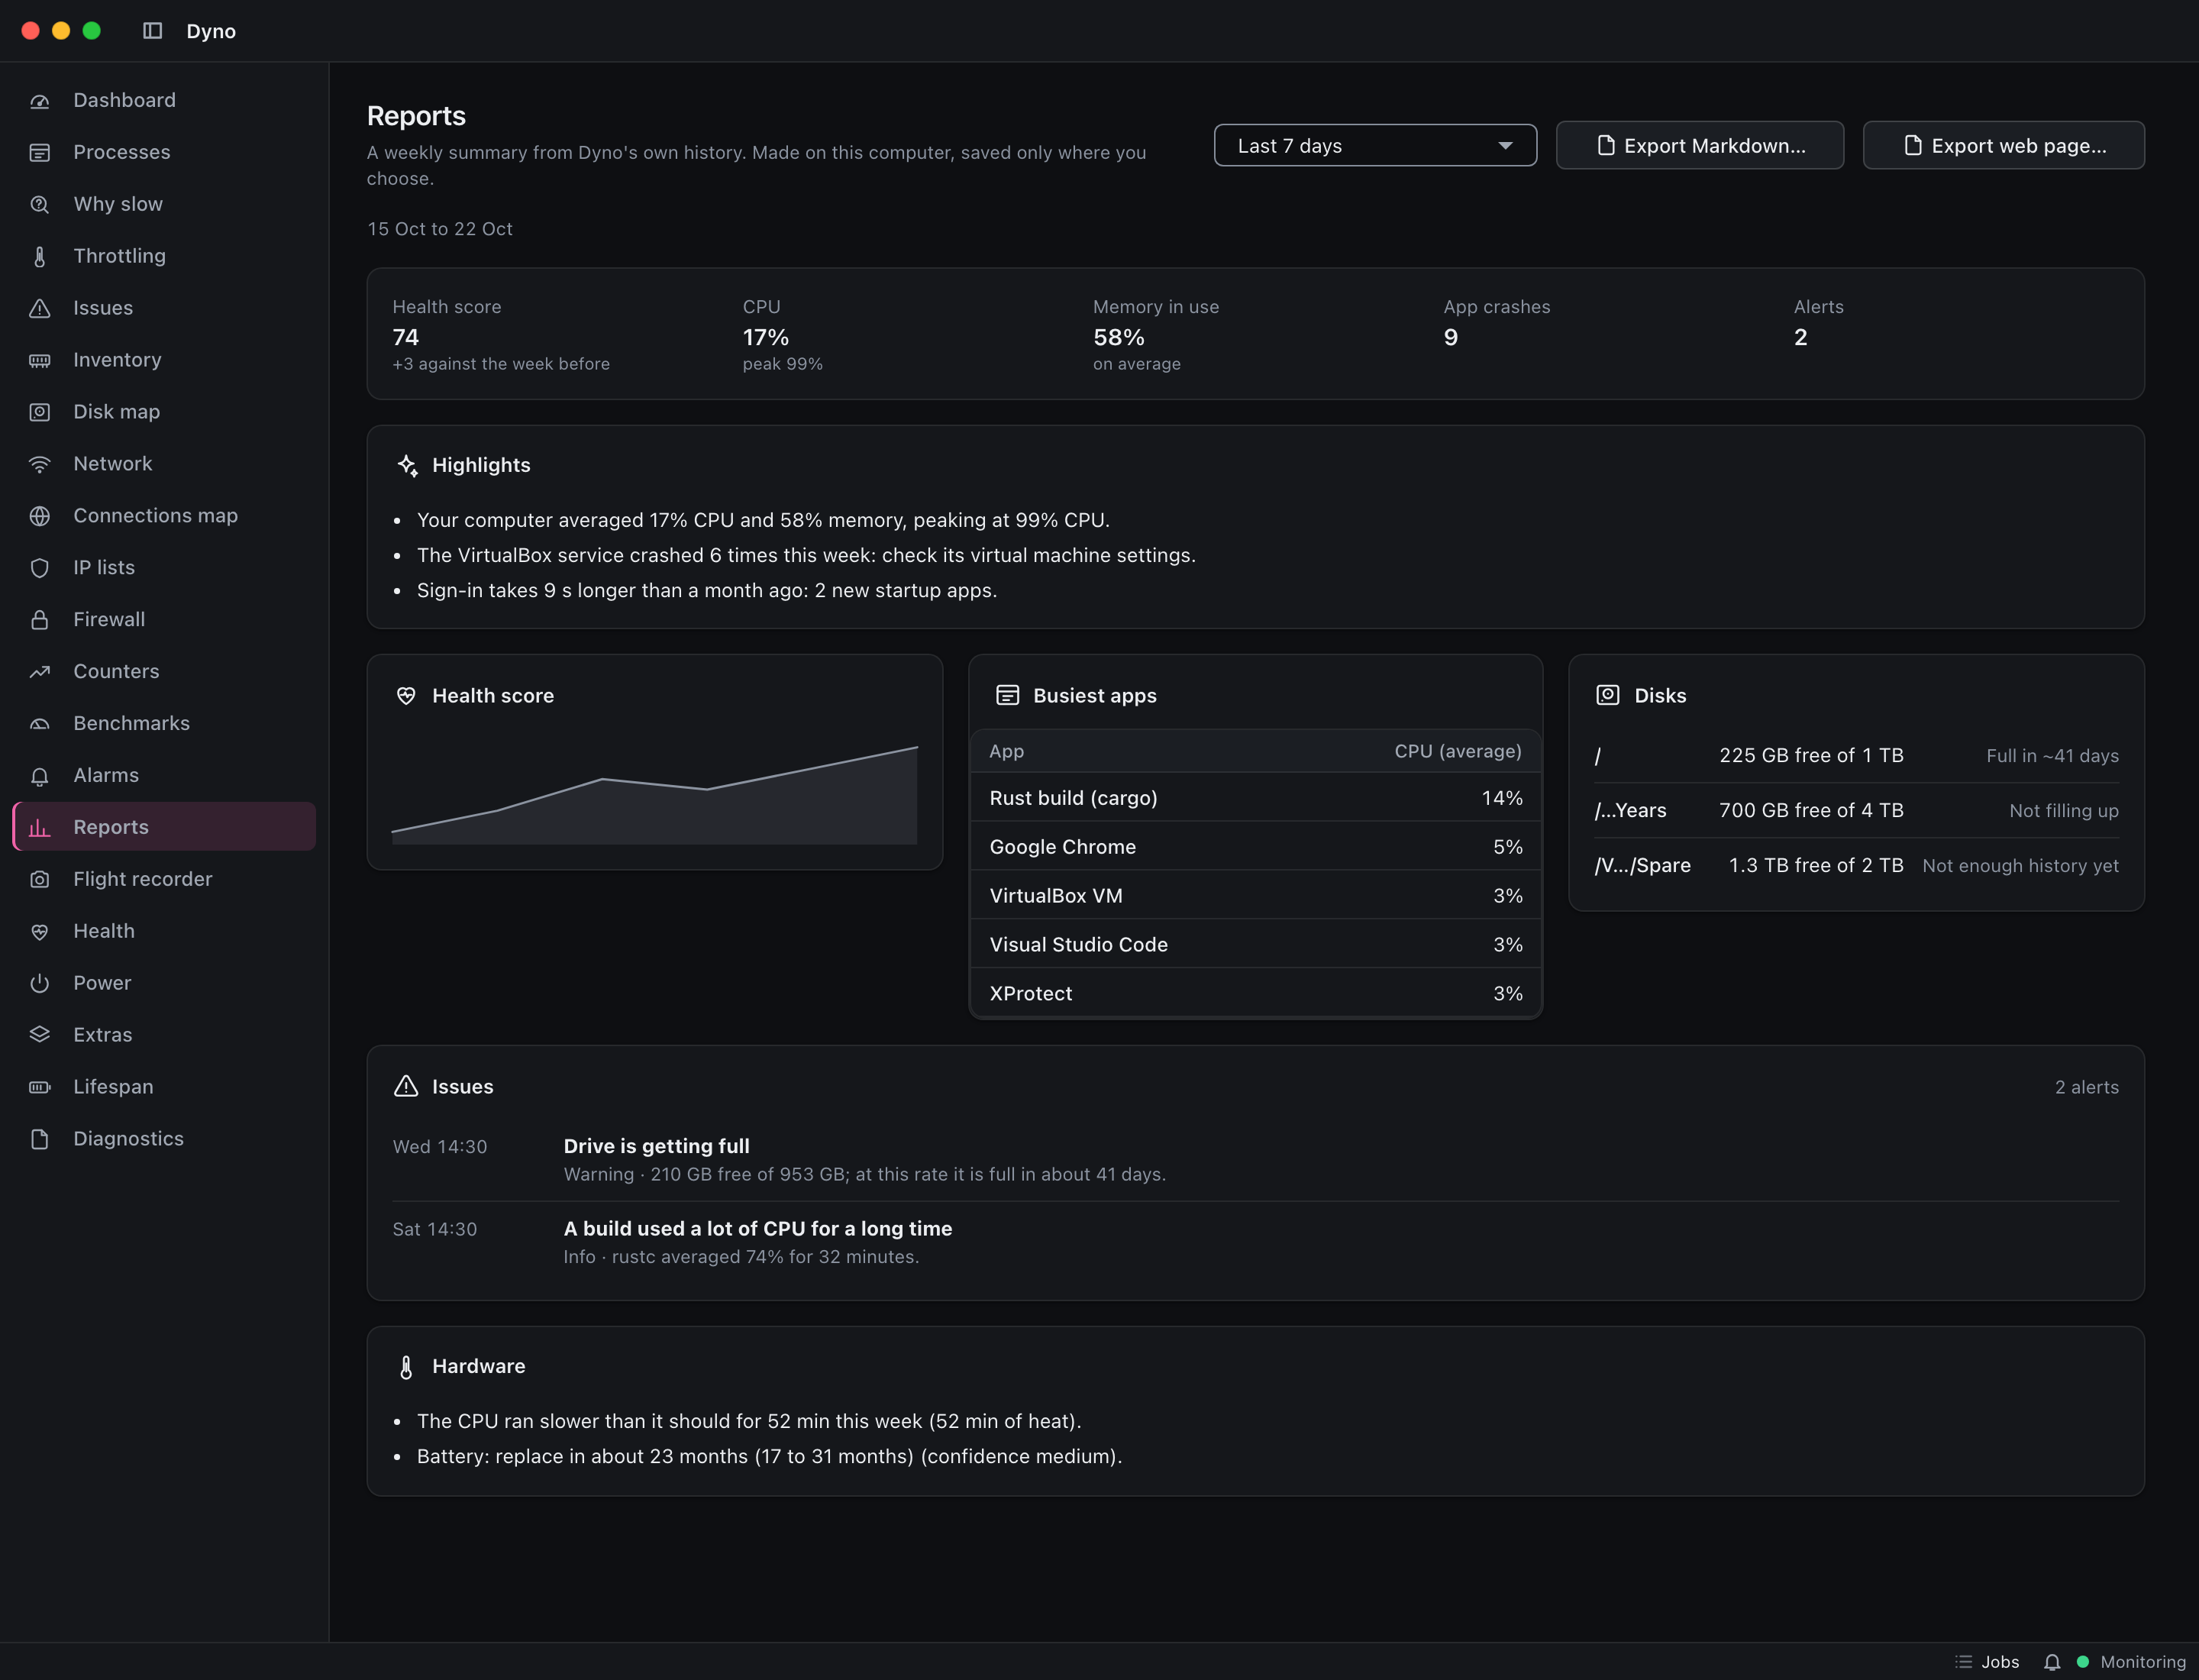 Dyno
Dashboard
Processes
Why slow
Throttling
Issues
Inventory
Disk map
Network
Connections map
IP lists
Firewall
Counters
Benchmarks
Alarms
Reports
Flight recorder
Health
Power
Extras
Lifespan
Diagnostics
Reports
A weekly summary from Dyno's own history. Made on this computer, saved only where you
choose.
Last 7 days
Export Markdown...
Export web page...
15 Oct to 22 Oct
Health score
74
+3 against the week before
CPU
17%
peak 99%
Memory in use
58%
on average
App crashes
9
Alerts
2
Highlights
• Your computer averaged 17% CPU and 58% memory, peaking at 99% CPU.
• The VirtualBox service crashed 6 times this week: check its virtual machine settings.
• Sign-in takes 9 s longer than a month ago: 2 new startup apps.
Health score
Busiest apps
App CPU (average)
Rust build (cargo) 14%
Google Chrome 5%
VirtualBox VM 3%
Visual Studio Code 3%
XProtect 3%
Disks
/ 225 GB free of 1 TB Full in ~41 days
/...Years 700 GB free of 4 TB Not filling up
/V.../Spare 1.3 TB free of 2 TB Not enough history yet
Issues 2 alerts
Wed 14:30 Drive is getting full
Warning · 210 GB free of 953 GB; at this rate it is full in about 41 days.
Sat 14:30 A build used a lot of CPU for a long time
Info · rustc averaged 74% for 32 minutes.
Hardware
• The CPU ran slower than it should for 52 min this week (52 min of heat).
• Battery: replace in about 23 months (17 to 31 months) (confidence medium).
Jobs Monitoring